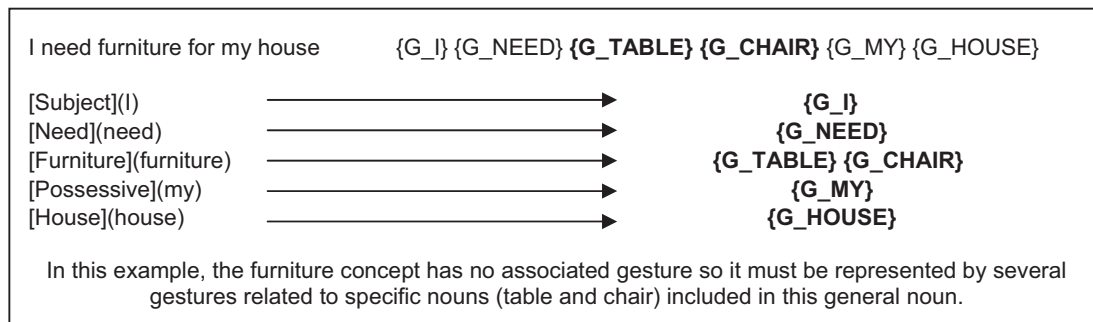 I need furniture for my house {G_I} {G_NEED} {G_TABLE} {G_CHAIR} {G_MY} {G_HOUSE}
[Subject](I) {G_I}
[Need](need) {G_NEED}
[Furniture](furniture) {G_TABLE} {G_CHAIR}
[Possessive](my) {G_MY}
[House](house) {G_HOUSE}
In this example, the furniture concept has no associated gesture so it must be represented by several
gestures related to specific nouns (table and chair) included in this general noun.